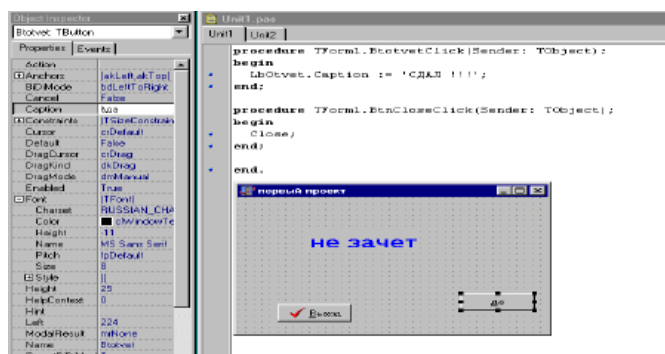 Object Inspector
Btotvet: TButton
Properties Events
Action
Anchors [akLeft,akTop]
BiDiMode bdLeftToRight
Cancel False
Caption &да
Constraints (TSizeConstrain
Cursor crDefault
Default False
DragCursor crDrag
DragKind dkDrag
DragMode dmManual
Enabled True
Font (TFont)
Charset RUSSIAN_CHA
Color clWindowTe
Height -11
Name MS Sans Serif
Pitch fpDefault
Size 8
Style []
Height 25
HelpContext 0
Hint
Left 224
ModalResult mrNone
Name Btotvet
Unit1.pas
Unit1 Unit2
procedure TForm1.BtotvetClick(Sender: TObject);
begin
LbOtvet.Caption := 'СДАЛ !!!';
end;
procedure TForm1.BtnCloseClick(Sender: TObject);
begin
Close;
end;
end.
первый проект
не зачет
да
Выход